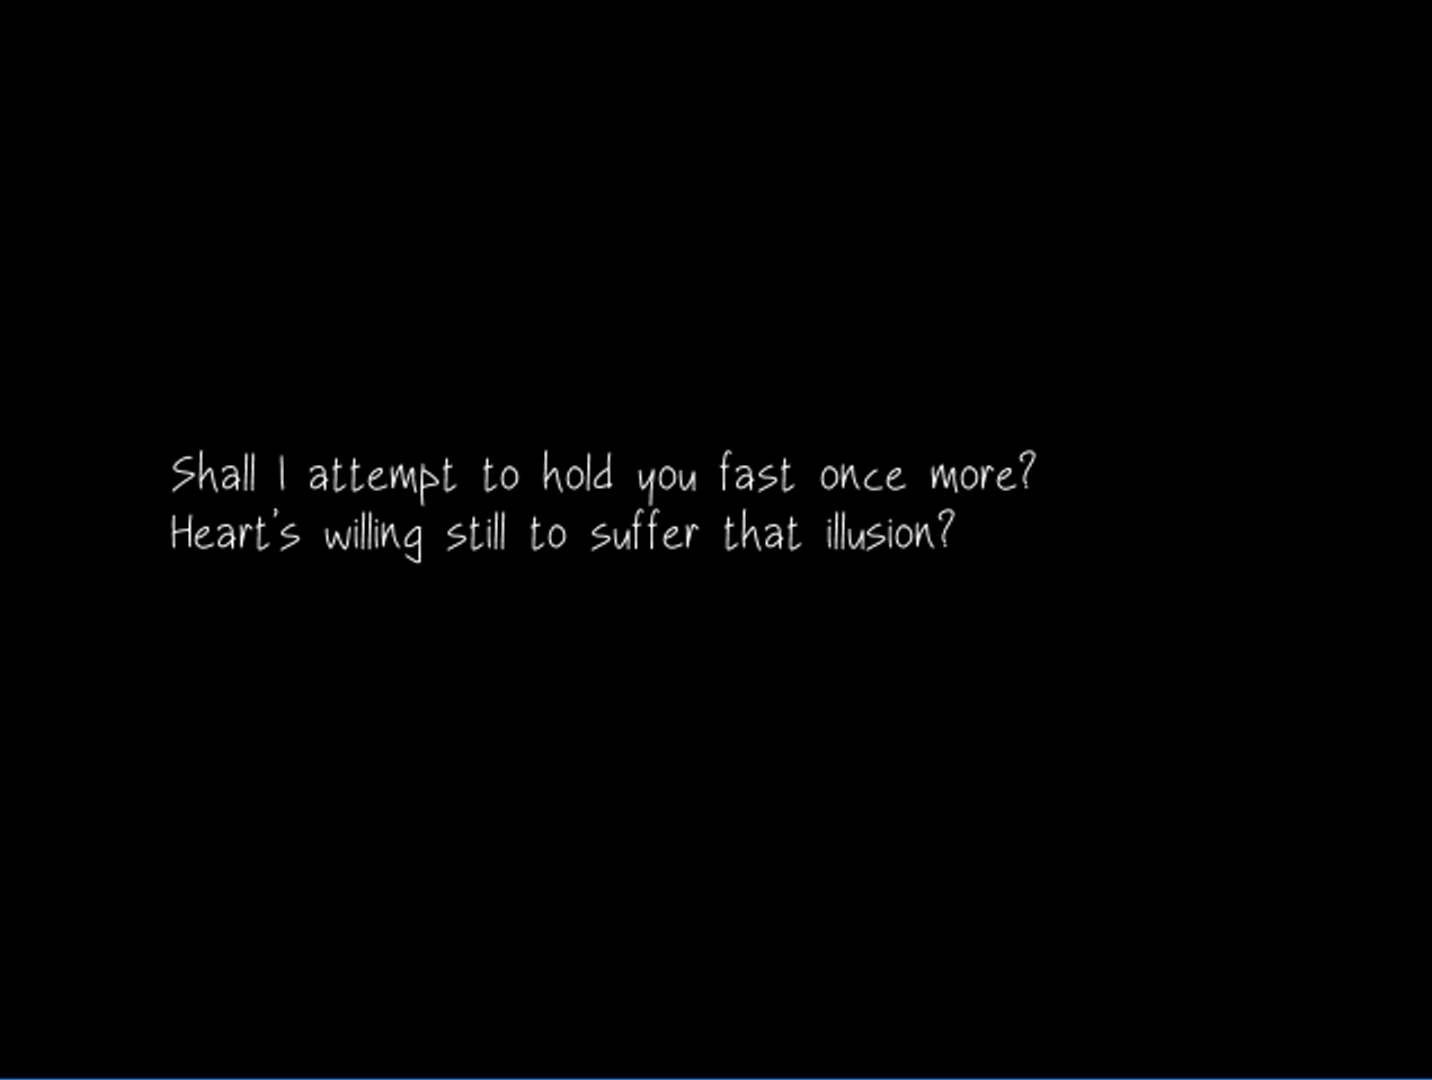 Shall I attempt to hold you fast once more?
Heart's willing still to suffer that illusion?